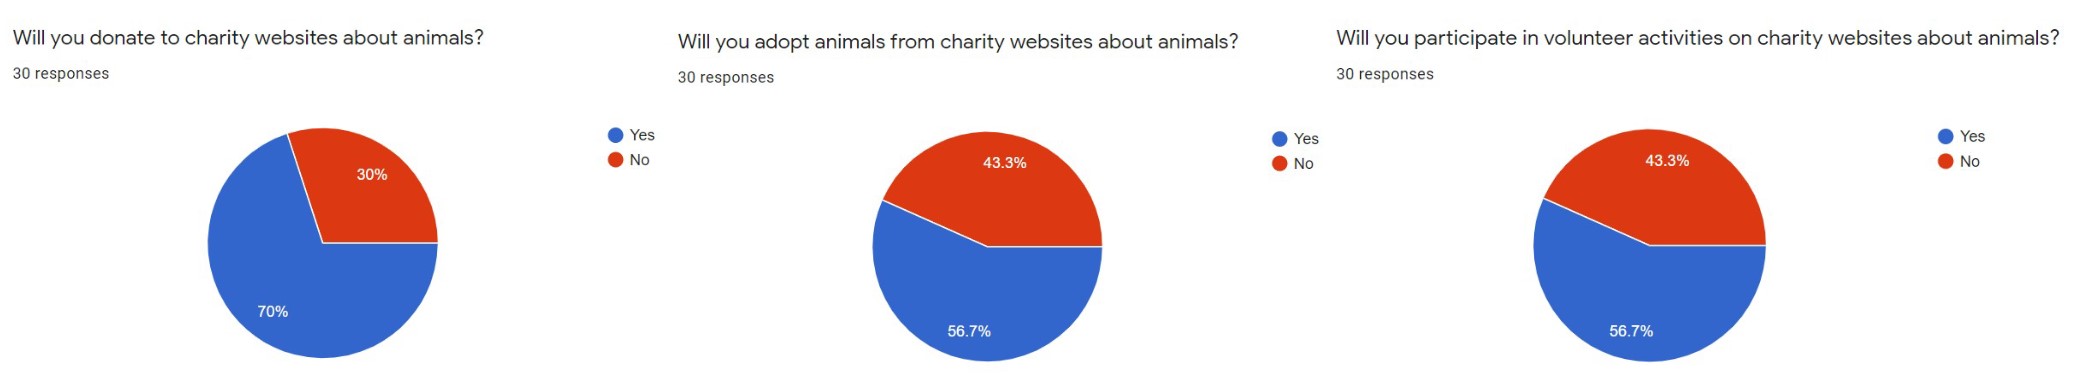 Will you donate to charity websites about animals?
30 responses
Yes
No
30%
70%
Will you adopt animals from charity websites about animals?
30 responses
Yes
No
43.3%
56.7%
Will you participate in volunteer activities on charity websites about animals?
30 responses
Yes
No
43.3%
56.7%